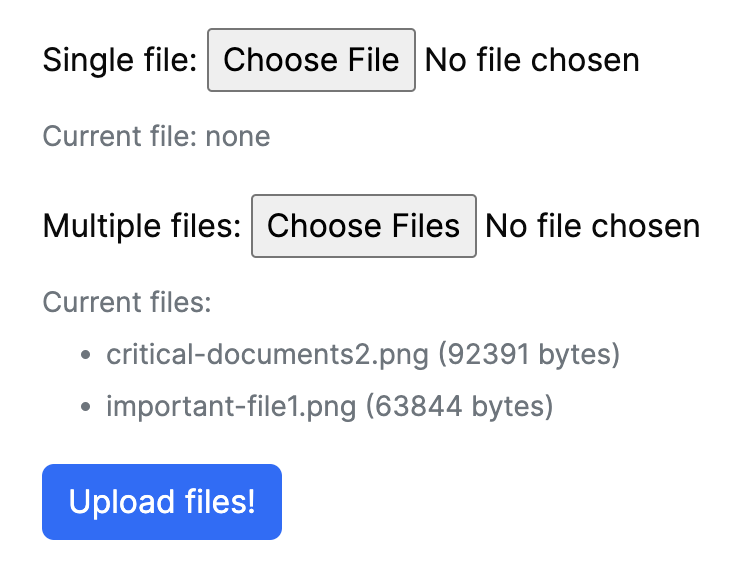 Single file: Choose File No file chosen
Current file: none
Multiple files: Choose Files No file chosen
Current files:
• critical-documents2.png (92391 bytes)
• important-file1.png (63844 bytes)
Upload files!